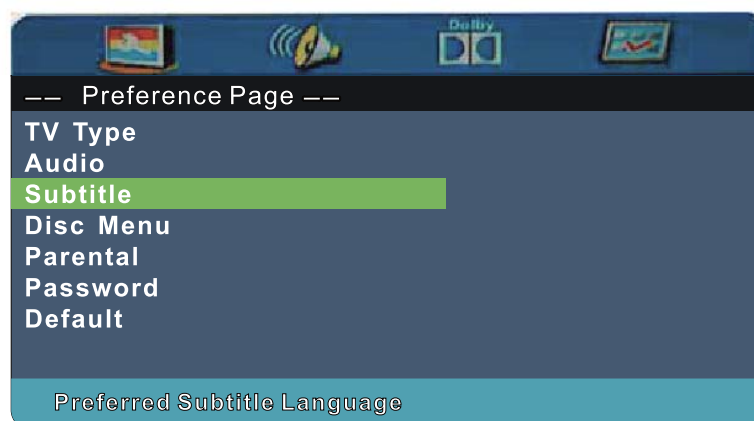 Dolby
—— Preference Page ——
TV Type
Audio
Subtitle
Disc Menu
Parental
Password
Default
Preferred Subtitle Language